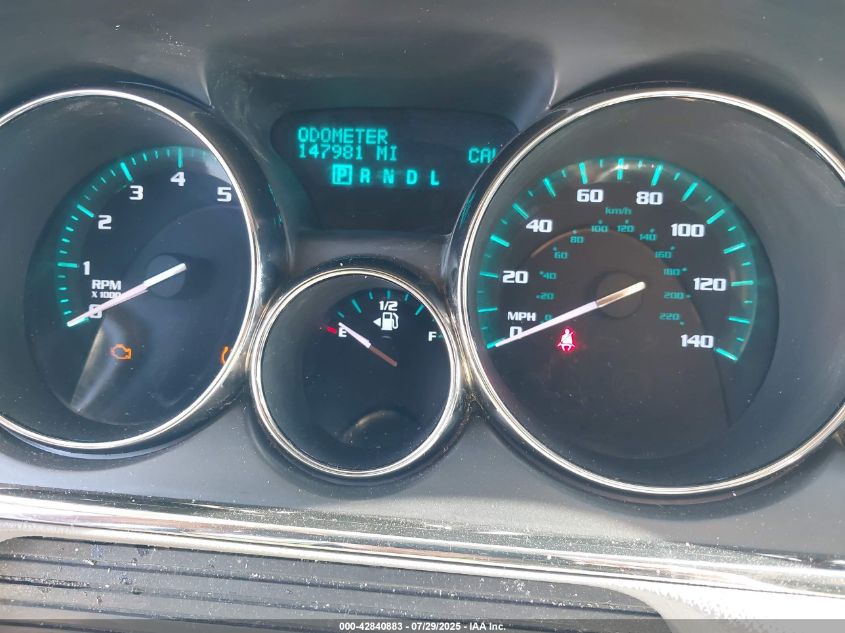 ODOMETER
147981 MI CAL
P R N D L
0 1 2 3 4 5
RPM
X 1000
E 1/2 F
0 20 40 60 80 100 120 140
MPH
km/h
0 20 40 60 80 100 120 140 160 180 200 220
000-42840883 / 07/29/2025 - IAA Inc.